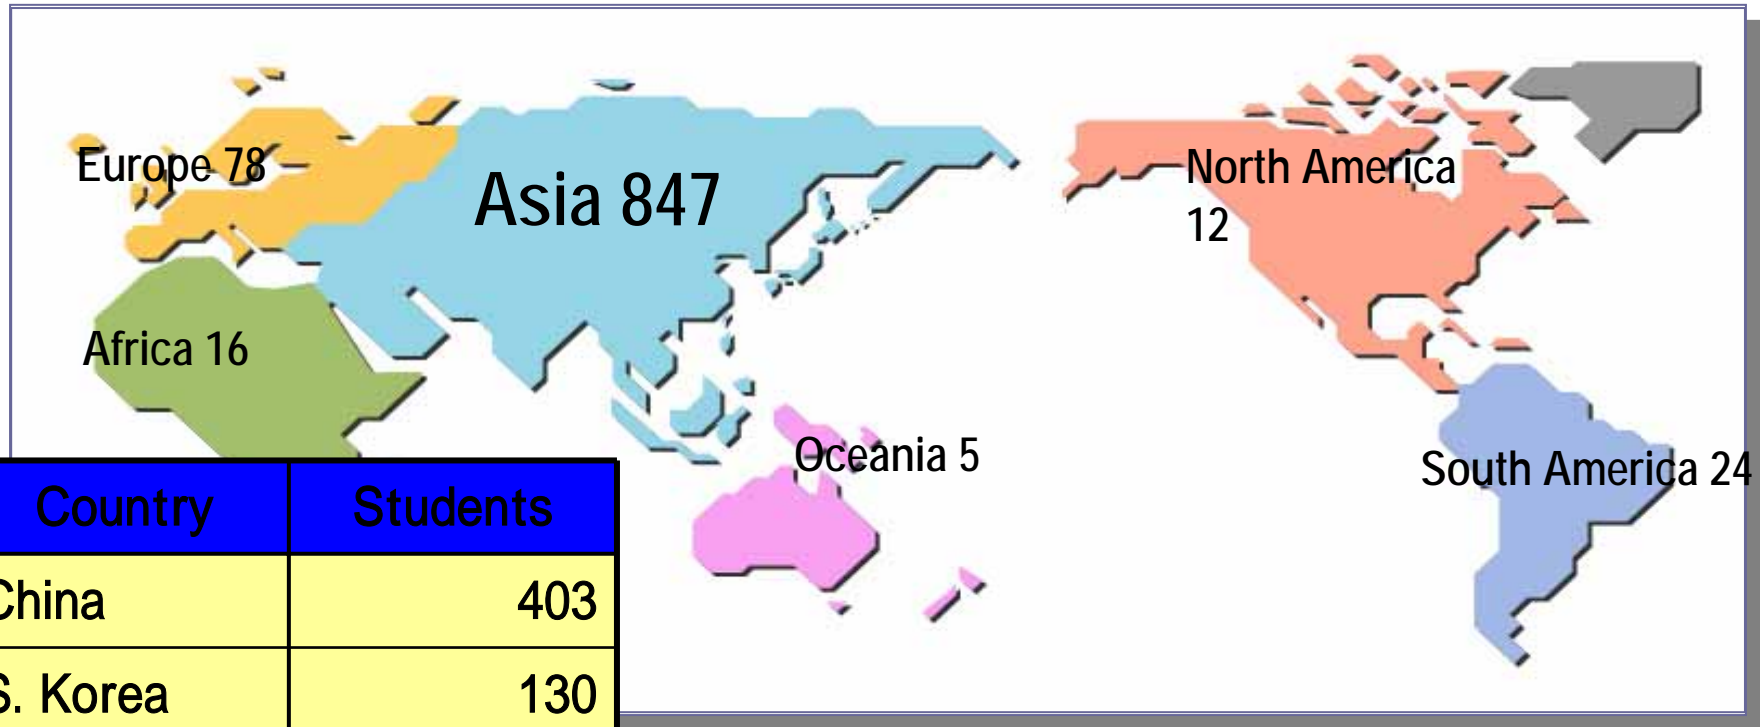 Europe 78
Asia 847
North America
12
Africa 16
Oceania 5
South America 24
Country Students
China 403
S. Korea 130